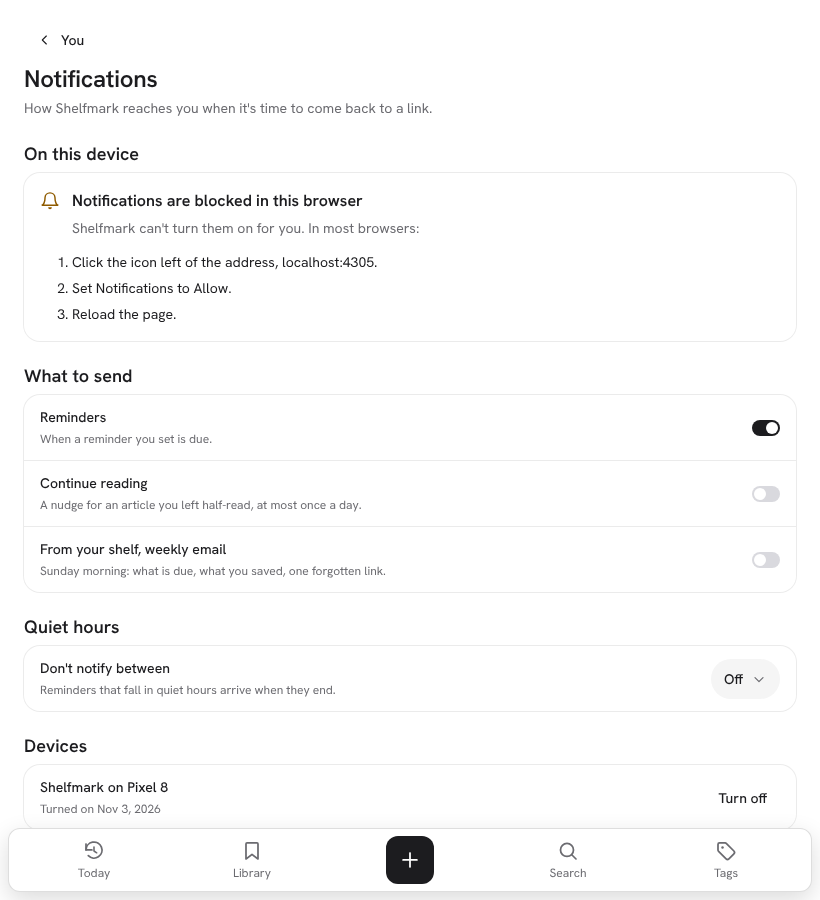 You
Notifications
How Shelfmark reaches you when it's time to come back to a link.
On this device
Notifications are blocked in this browser
Shelfmark can't turn them on for you. In most browsers:
1. Click the icon left of the address, localhost:4305.
2. Set Notifications to Allow.
3. Reload the page.
What to send
Reminders
When a reminder you set is due.
Continue reading
A nudge for an article you left half-read, at most once a day.
From your shelf, weekly email
Sunday morning: what is due, what you saved, one forgotten link.
Quiet hours
Don't notify between
Reminders that fall in quiet hours arrive when they end.
Off
Devices
Shelfmark on Pixel 8
Turned on Nov 3, 2026
Turn off
Today
Library
Search
Tags